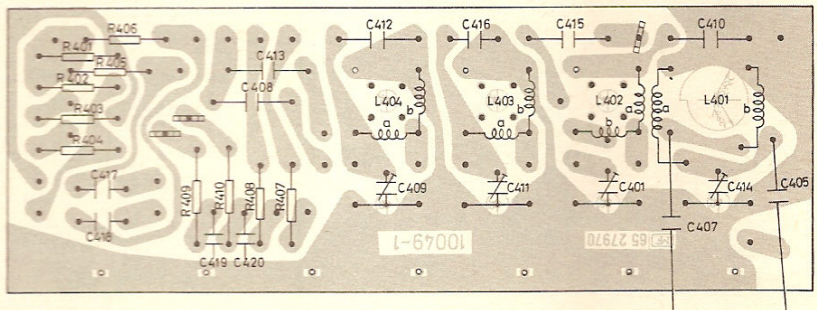 R406 C412 C416 C415 C410
R401 C413
R405
R402 C408
L404 b L403 b L402 a a L401 b
R403
a a b
R404
C417 R409 R410 R408 R407 C409 C411 C401 C414 C405
C418 C407
10049-1 65 27970
C419 C420